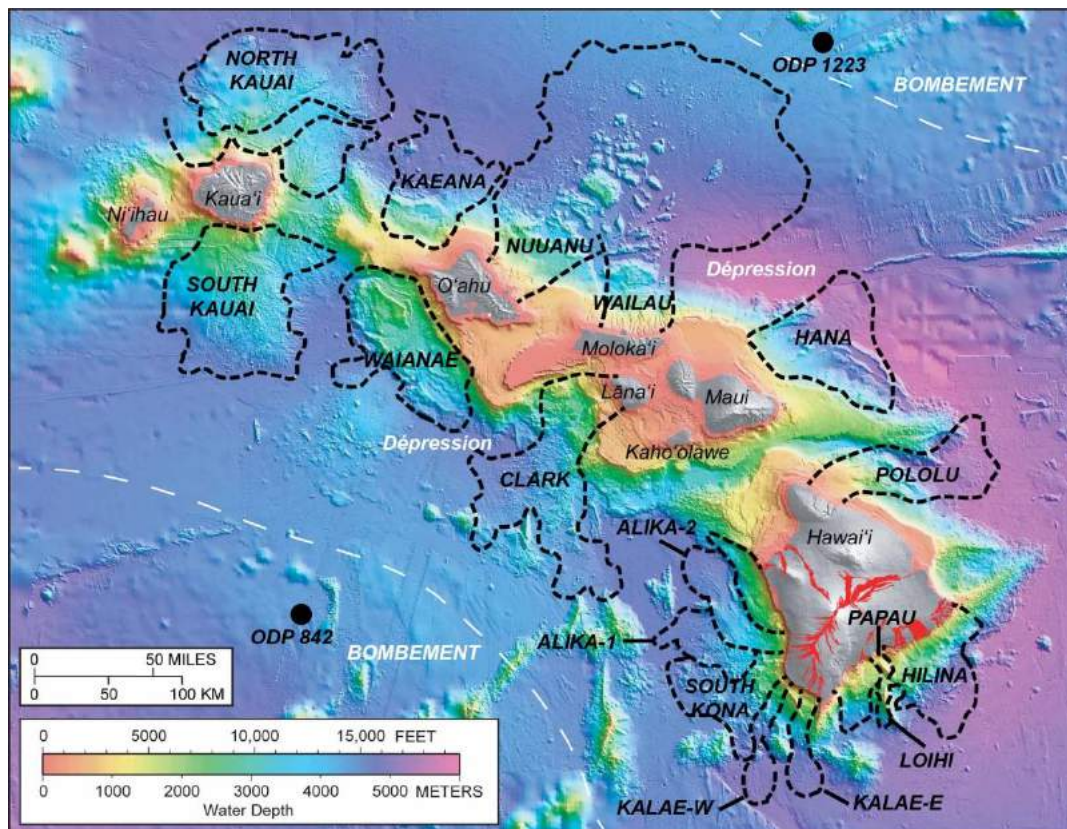 NORTH
KAUAI
ODP 1223
BOMBEMENT
KAEANA
Ni'ihau
Kaua'i
NUUANU
SOUTH
KAUAI
O'ahu
Dépression
WAILAU
HANA
WAIANAE
Moloka'i
Lāna'i
Maui
Dépression
Kaho'olawe
CLARK
POLOLU
ALIKA-2
Hawai'i
ODP 842
BOMBEMENT
ALIKA-1
PAPAU
HILINA
SOUTH
KONA
LOIHI
KALAE-W
KALAE-E
0 50 MILES
0 50 100 KM
0 5000 10,000 15,000 FEET
0 1000 2000 3000 4000 5000 METERS
Water Depth